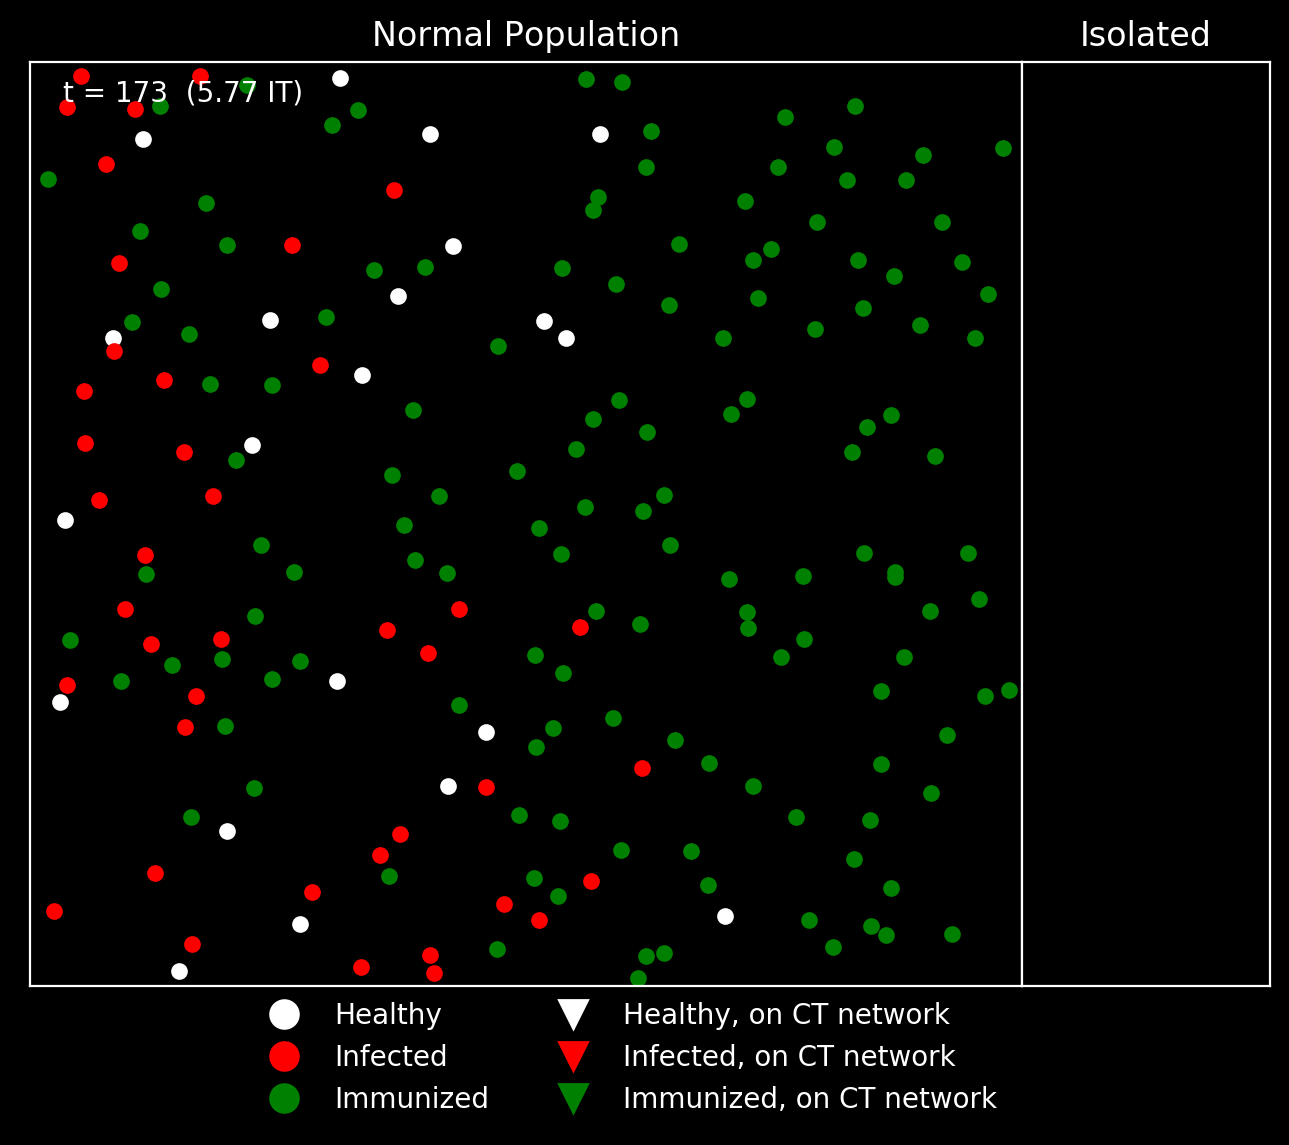 Normal Population
Isolated
t = 173  (5.77 IT)
Healthy
Infected
Immunized
Healthy, on CT network
Infected, on CT network
Immunized, on CT network